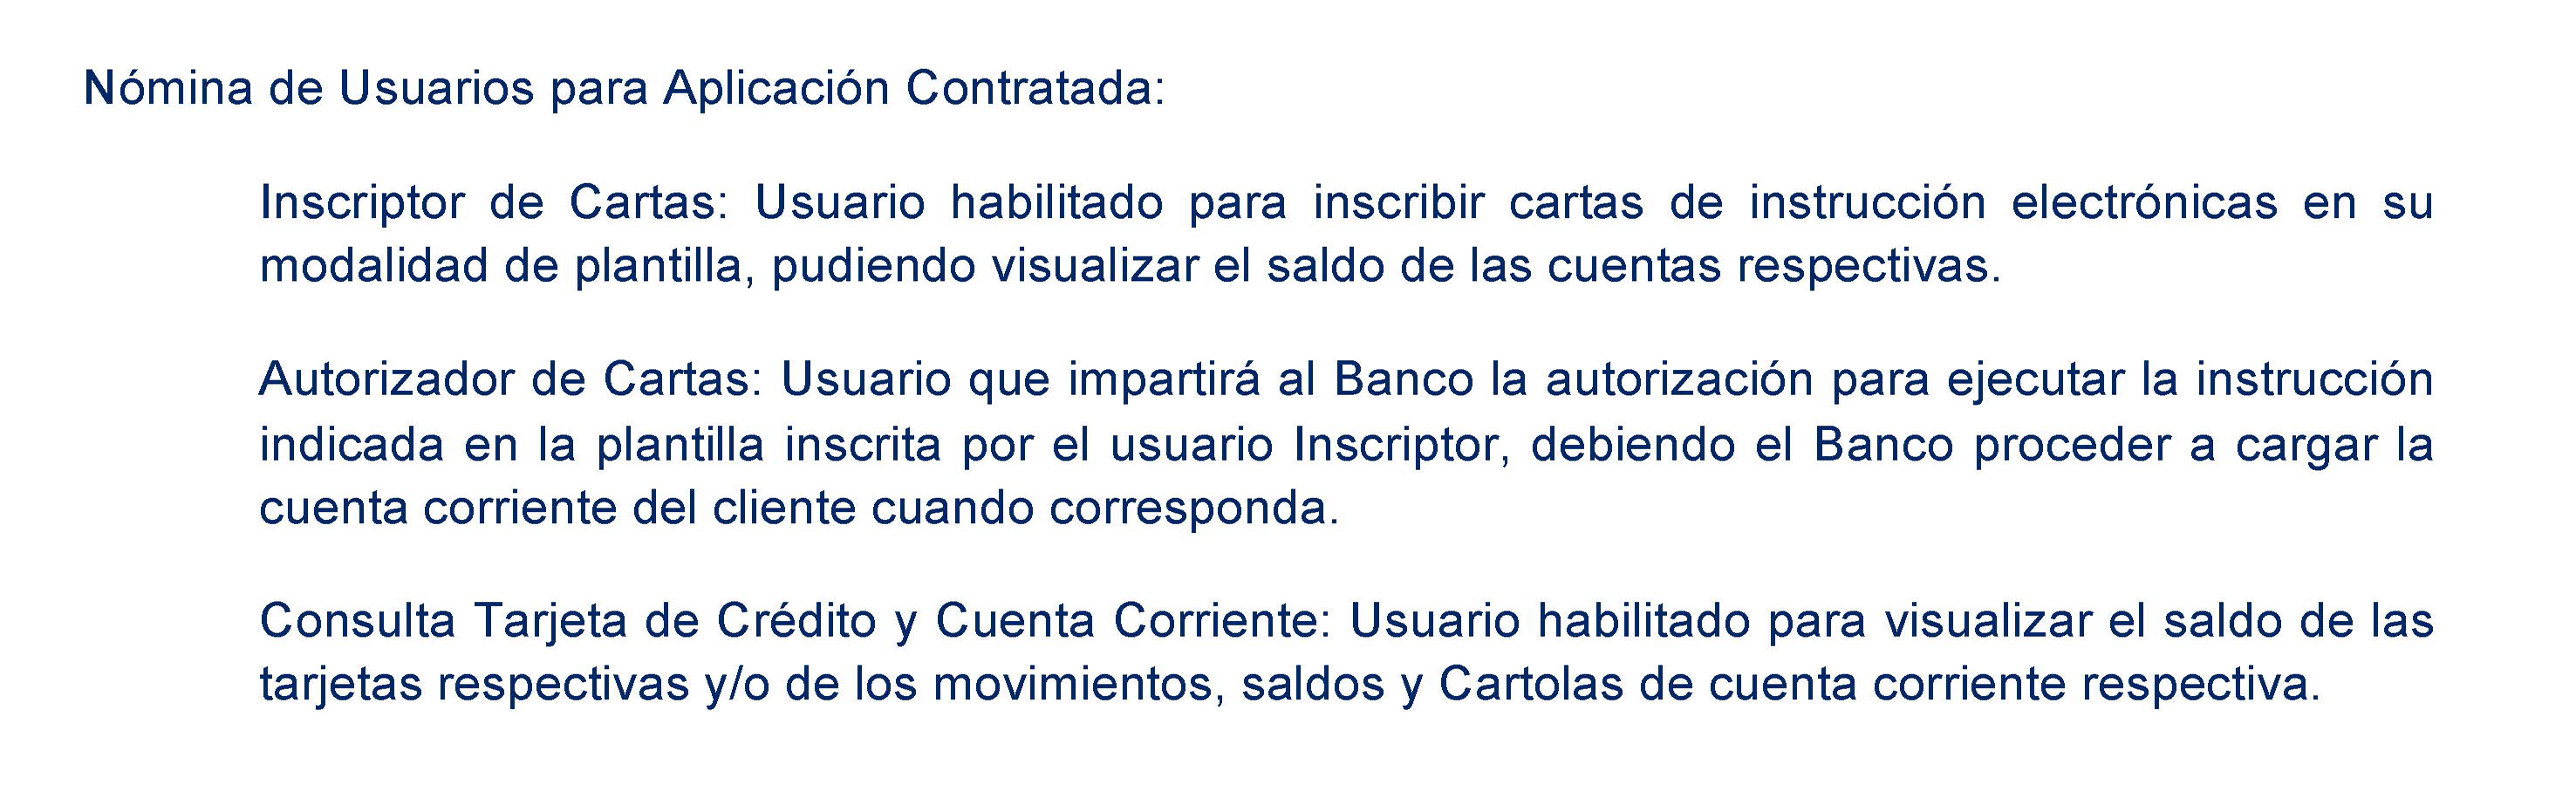 Nómina de Usuarios para Aplicación Contratada:
Inscriptor de Cartas: Usuario habilitado para inscribir cartas de instrucción electrónicas en su
modalidad de plantilla, pudiendo visualizar el saldo de las cuentas respectivas.
Autorizador de Cartas: Usuario que impartirá al Banco la autorización para ejecutar la instrucción
indicada en la plantilla inscrita por el usuario Inscriptor, debiendo el Banco proceder a cargar la
cuenta corriente del cliente cuando corresponda.
Consulta Tarjeta de Crédito y Cuenta Corriente: Usuario habilitado para visualizar el saldo de las
tarjetas respectivas y/o de los movimientos, saldos y Cartolas de cuenta corriente respectiva.